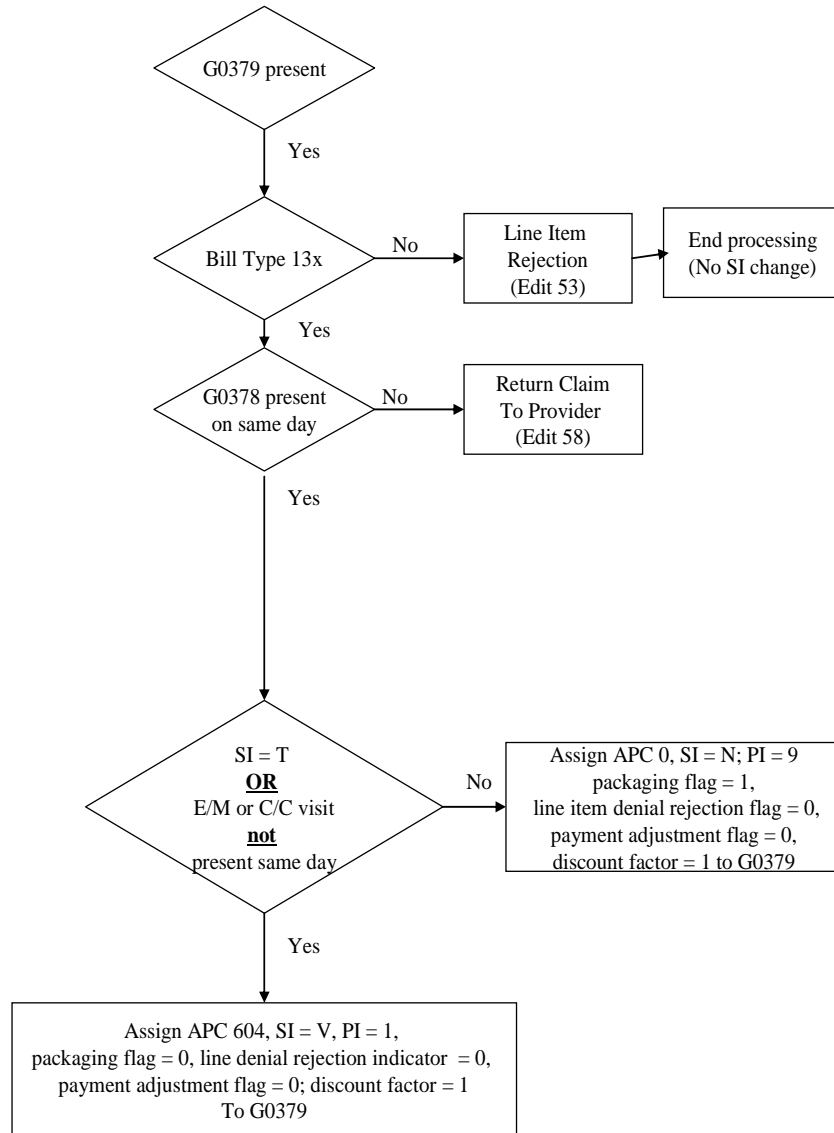 G0379 present
Yes
Bill Type 13x
No
Line Item
Rejection
(Edit 53)
End processing
(No SI change)
Yes
G0378 present
on same day
No
Return Claim
To Provider
(Edit 58)
Yes
SI = T
OR
E/M or C/C visit
not
present same day
No
Assign APC 0, SI = N; PI = 9
packaging flag = 1,
line item denial rejection flag = 0,
payment adjustment flag = 0,
discount factor = 1 to G0379
Yes
Assign APC 604, SI = V, PI = 1,
packaging flag = 0, line denial rejection indicator = 0,
payment adjustment flag = 0; discount factor = 1
To G0379